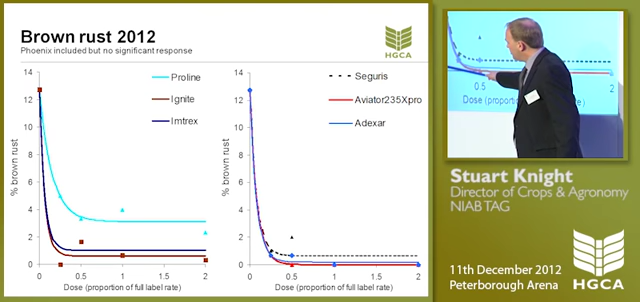 Brown rust 2012
Phoenix included but no significant response
HGCA
14
12
10
8
6
4
2
0
% brown rust
Proline
Ignite
Imtrex
0
0.5
1
1.5
2
Dose (proportion of full label rate)
14
12
10
8
6
4
2
0
% brown rust
Seguris
Aviator235Xpro
Adexar
0
0.5
1
1.5
2
Dose (proportion of full label rate)
0.5
2
Dose (proportio
Stuart Knight
Director of Crops & Agronomy
NIAB TAG
11th December 2012
Peterborough Arena
HGCA